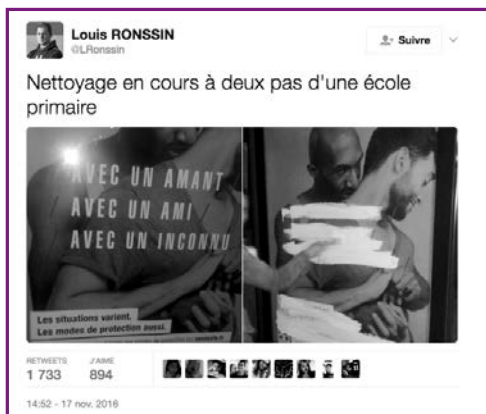 Louis RONSSIN
@LRonssin
Suivre
Nettoyage en cours à deux pas d'une école
primaire
AVEC UN AMANT
AVEC UN AMI
AVEC UN INCONNU
Les situations varient.
Les modes de protection aussi.
RETWEETS
J'AIME
1 733
894
14:52 - 17 nov. 2016